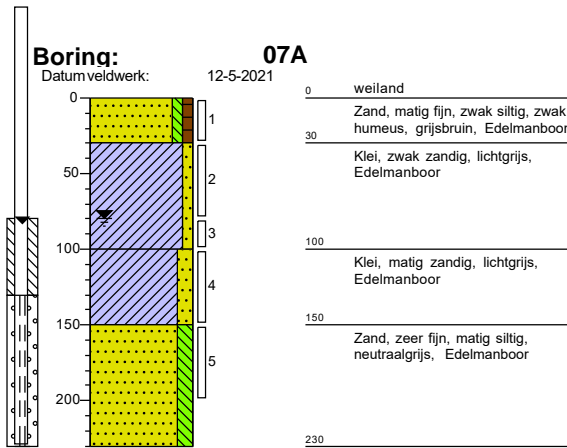 Boring: 07A
Datum veldwerk: 12-5-2021
0
50
100
150
200
1
2
3
4
5
0 weiland
Zand, matig fijn, zwak siltig, zwak
humeus, grijsbruin, Edelmanboor
30
Klei, zwak zandig, lichtgrijs,
Edelmanboor
100
Klei, matig zandig, lichtgrijs,
Edelmanboor
150
Zand, zeer fijn, matig siltig,
neutraalgrijs, Edelmanboor
230